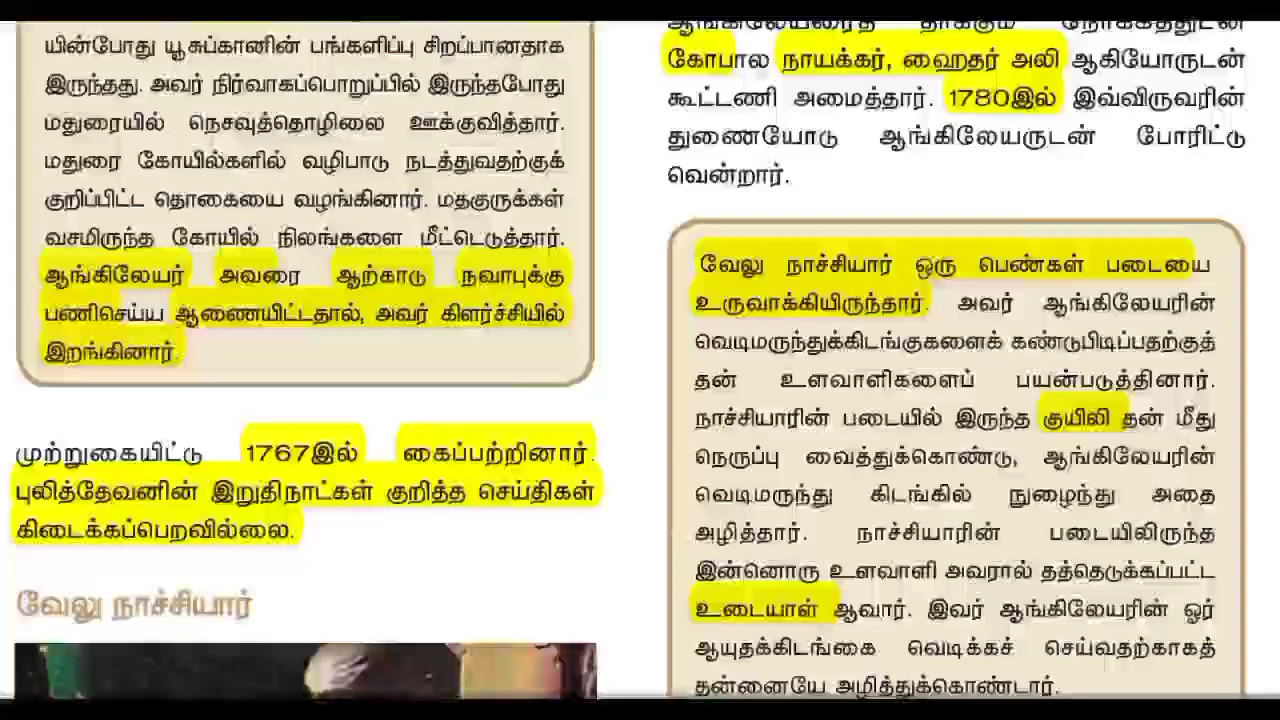 யின்போது யூசுப்கானின் பங்களிப்பு சிறப்பானதாக
இருந்தது. அவர் நிர்வாகப்பொறுப்பில் இருந்தபோது
மதுரையில் நெசவுத்தொழிலை ஊக்குவித்தார்.
மதுரை கோயில்களில் வழிபாடு நடத்துவதற்குக்
குறிப்பிட்ட தொகையை வழங்கினார். மதகுருக்கள்
வசமிருந்த கோயில் நிலங்களை மீட்டெடுத்தார்.
ஆங்கிலேயர் அவரை ஆற்காடு நவாபுக்கு
பணிசெய்ய ஆணையிட்டதால், அவர் கிளர்ச்சியில்
இறங்கினார்.
முற்றுகையிட்டு 1767இல் கைப்பற்றினார்.
புலித்தேவனின் இறுதிநாட்கள் குறித்த செய்திகள்
கிடைக்கப்பெறவில்லை.
வேலு நாச்சியார்
ஆங்கிலேயரைத் தாக்கும் நோக்கத்துடன்
கோபால நாயக்கர், ஹைதர் அலி ஆகியோருடன்
கூட்டணி அமைத்தார். 1780இல் இவ்விருவரின்
துணையோடு ஆங்கிலேயருடன் போரிட்டு
வென்றார்.
வேலு நாச்சியார் ஒரு பெண்கள் படையை
உருவாக்கியிருந்தார். அவர் ஆங்கிலேயரின்
வெடிமருந்துக்கிடங்குகளைக் கண்டுபிடிப்பதற்குத்
தன் உளவாளிகளைப் பயன்படுத்தினார்.
நாச்சியாரின் படையில் இருந்த குயிலி தன் மீது
நெருப்பு வைத்துக்கொண்டு, ஆங்கிலேயரின்
வெடிமருந்து கிடங்கில் நுழைந்து அதை
அழித்தார். நாச்சியாரின் படையிலிருந்த
இன்னொரு உளவாளி அவரால் தத்தெடுக்கப்பட்ட
உடையாள் ஆவார். இவர் ஆங்கிலேயரின் ஓர்
ஆயுதக்கிடங்கை வெடிக்கச் செய்வதற்காகத்
தன்னையே அழித்துக்கொண்டார்.